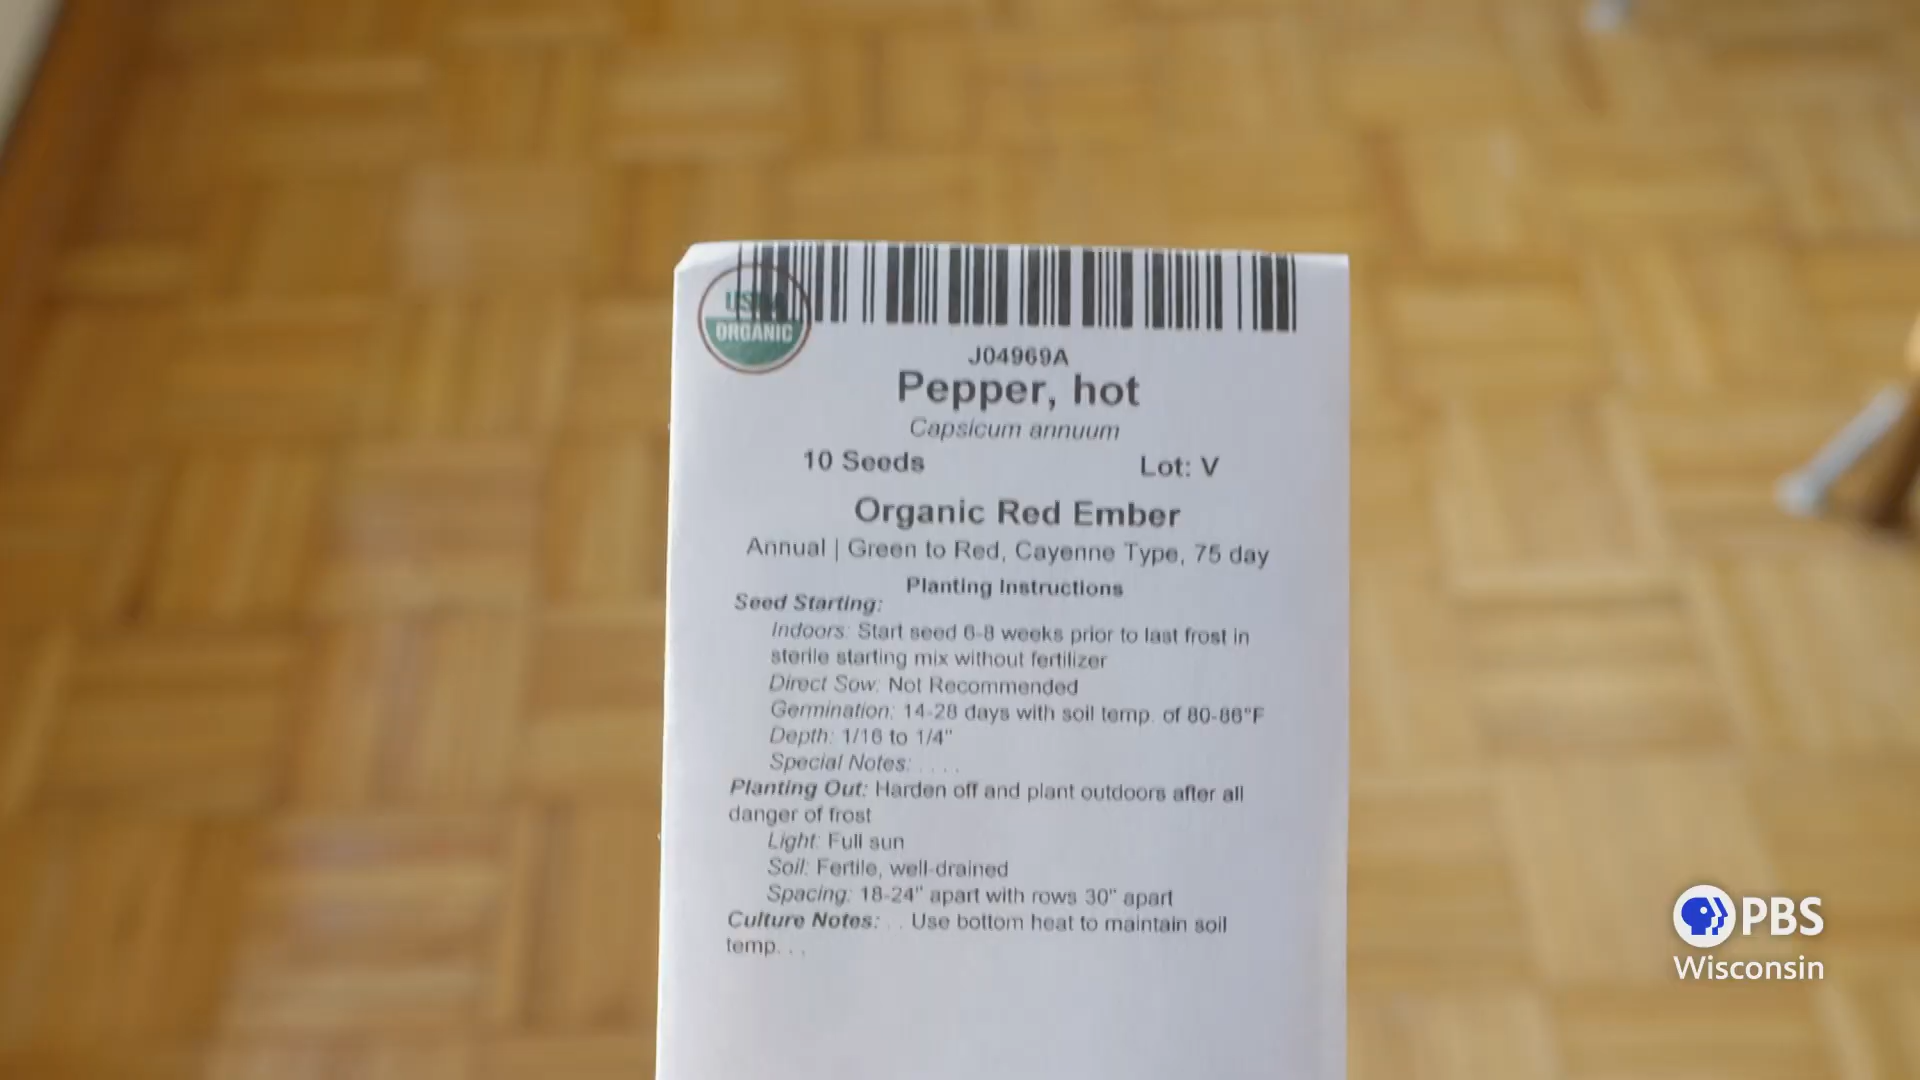 USDA
ORGANIC
J04969A
Pepper, hot
Capsicum annuum
10 Seeds Lot: V
Organic Red Ember
Annual | Green to Red, Cayenne Type, 75 day
Planting Instructions
Seed Starting:
Indoors: Start seed 6-8 weeks prior to last frost in
sterile starting mix without fertilizer
Direct Sow: Not Recommended
Germination: 14-28 days with soil temp. of 80-86°F
Depth: 1/16 to 1/4"
Special Notes: . . . .
Planting Out: Harden off and plant outdoors after all
danger of frost
Light: Full sun
Soil: Fertile, well-drained
Spacing: 18-24" apart with rows 30" apart
Culture Notes: . . Use bottom heat to maintain soil
temp. . .
PBS
Wisconsin